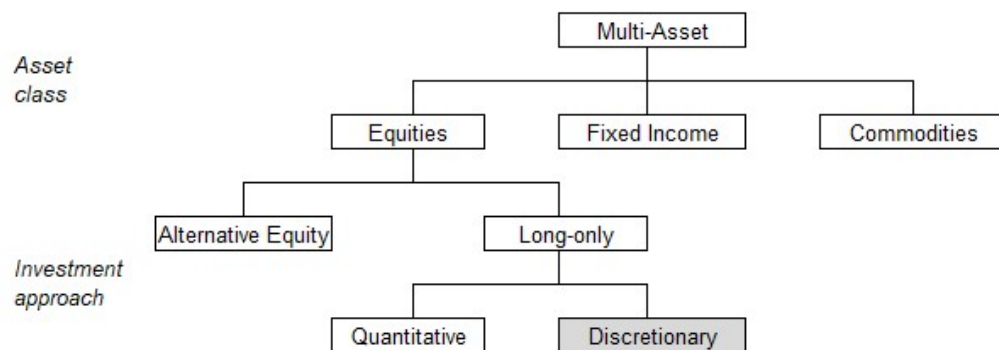 Multi-Asset
Asset
class
Equities
Fixed Income
Commodities
Alternative Equity
Long-only
Investment
approach
Quantitative
Discretionary